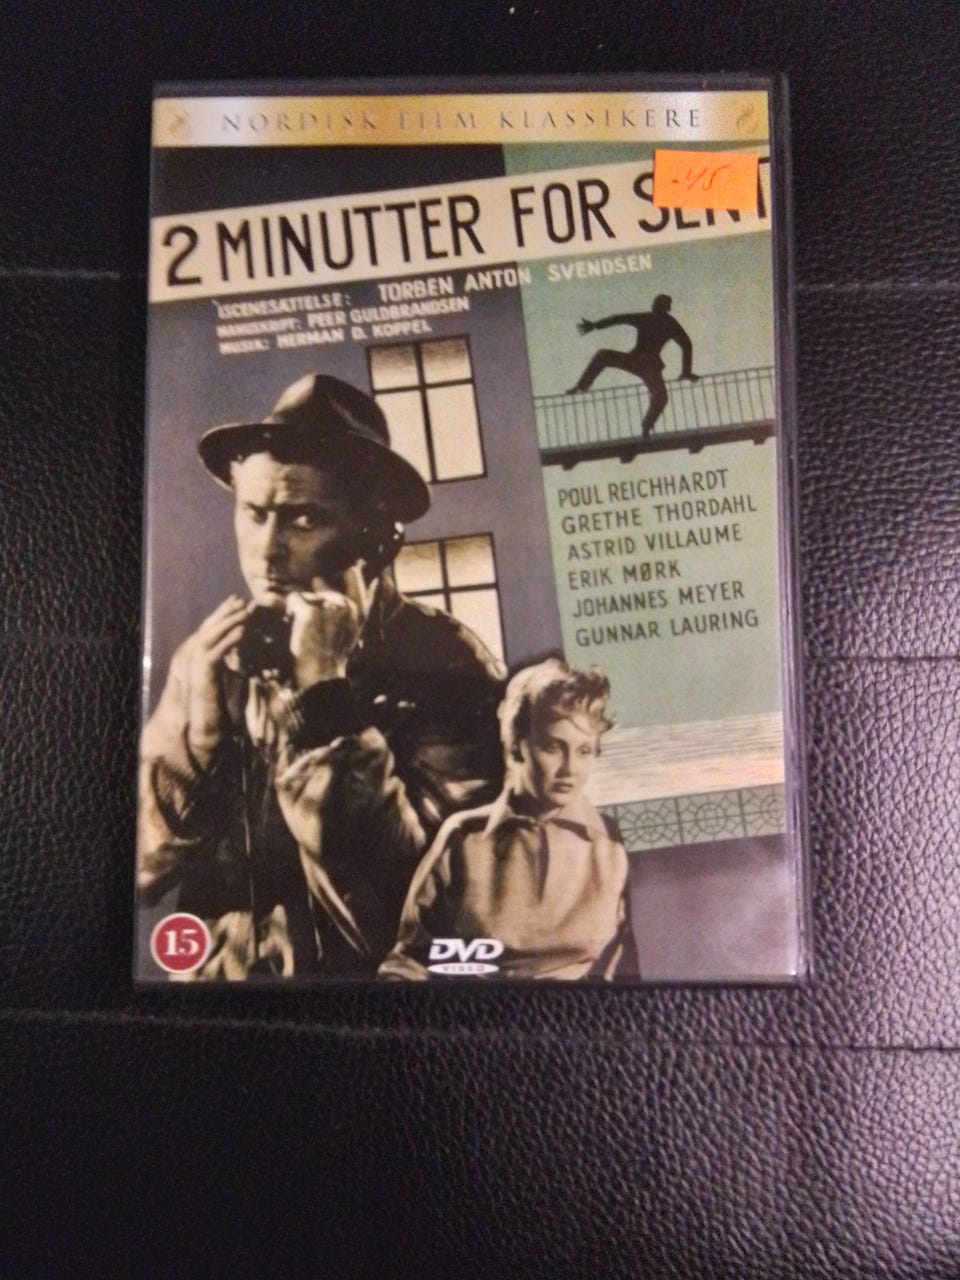 NORDISK FILM KLASSIKERE
-45
2 MINUTTER FOR SENT
ISCENESÆTTELSE: TORBEN ANTON SVENDSEN
MANUSKRIPT: PEER GULDBRANDSEN
MUSIK: HERMAN D. KOPPEL
POUL REICHHARDT
GRETHE THORDAHL
ASTRID VILLAUME
ERIK MØRK
JOHANNES MEYER
GUNNAR LAURING
15
DVD
VIDEO